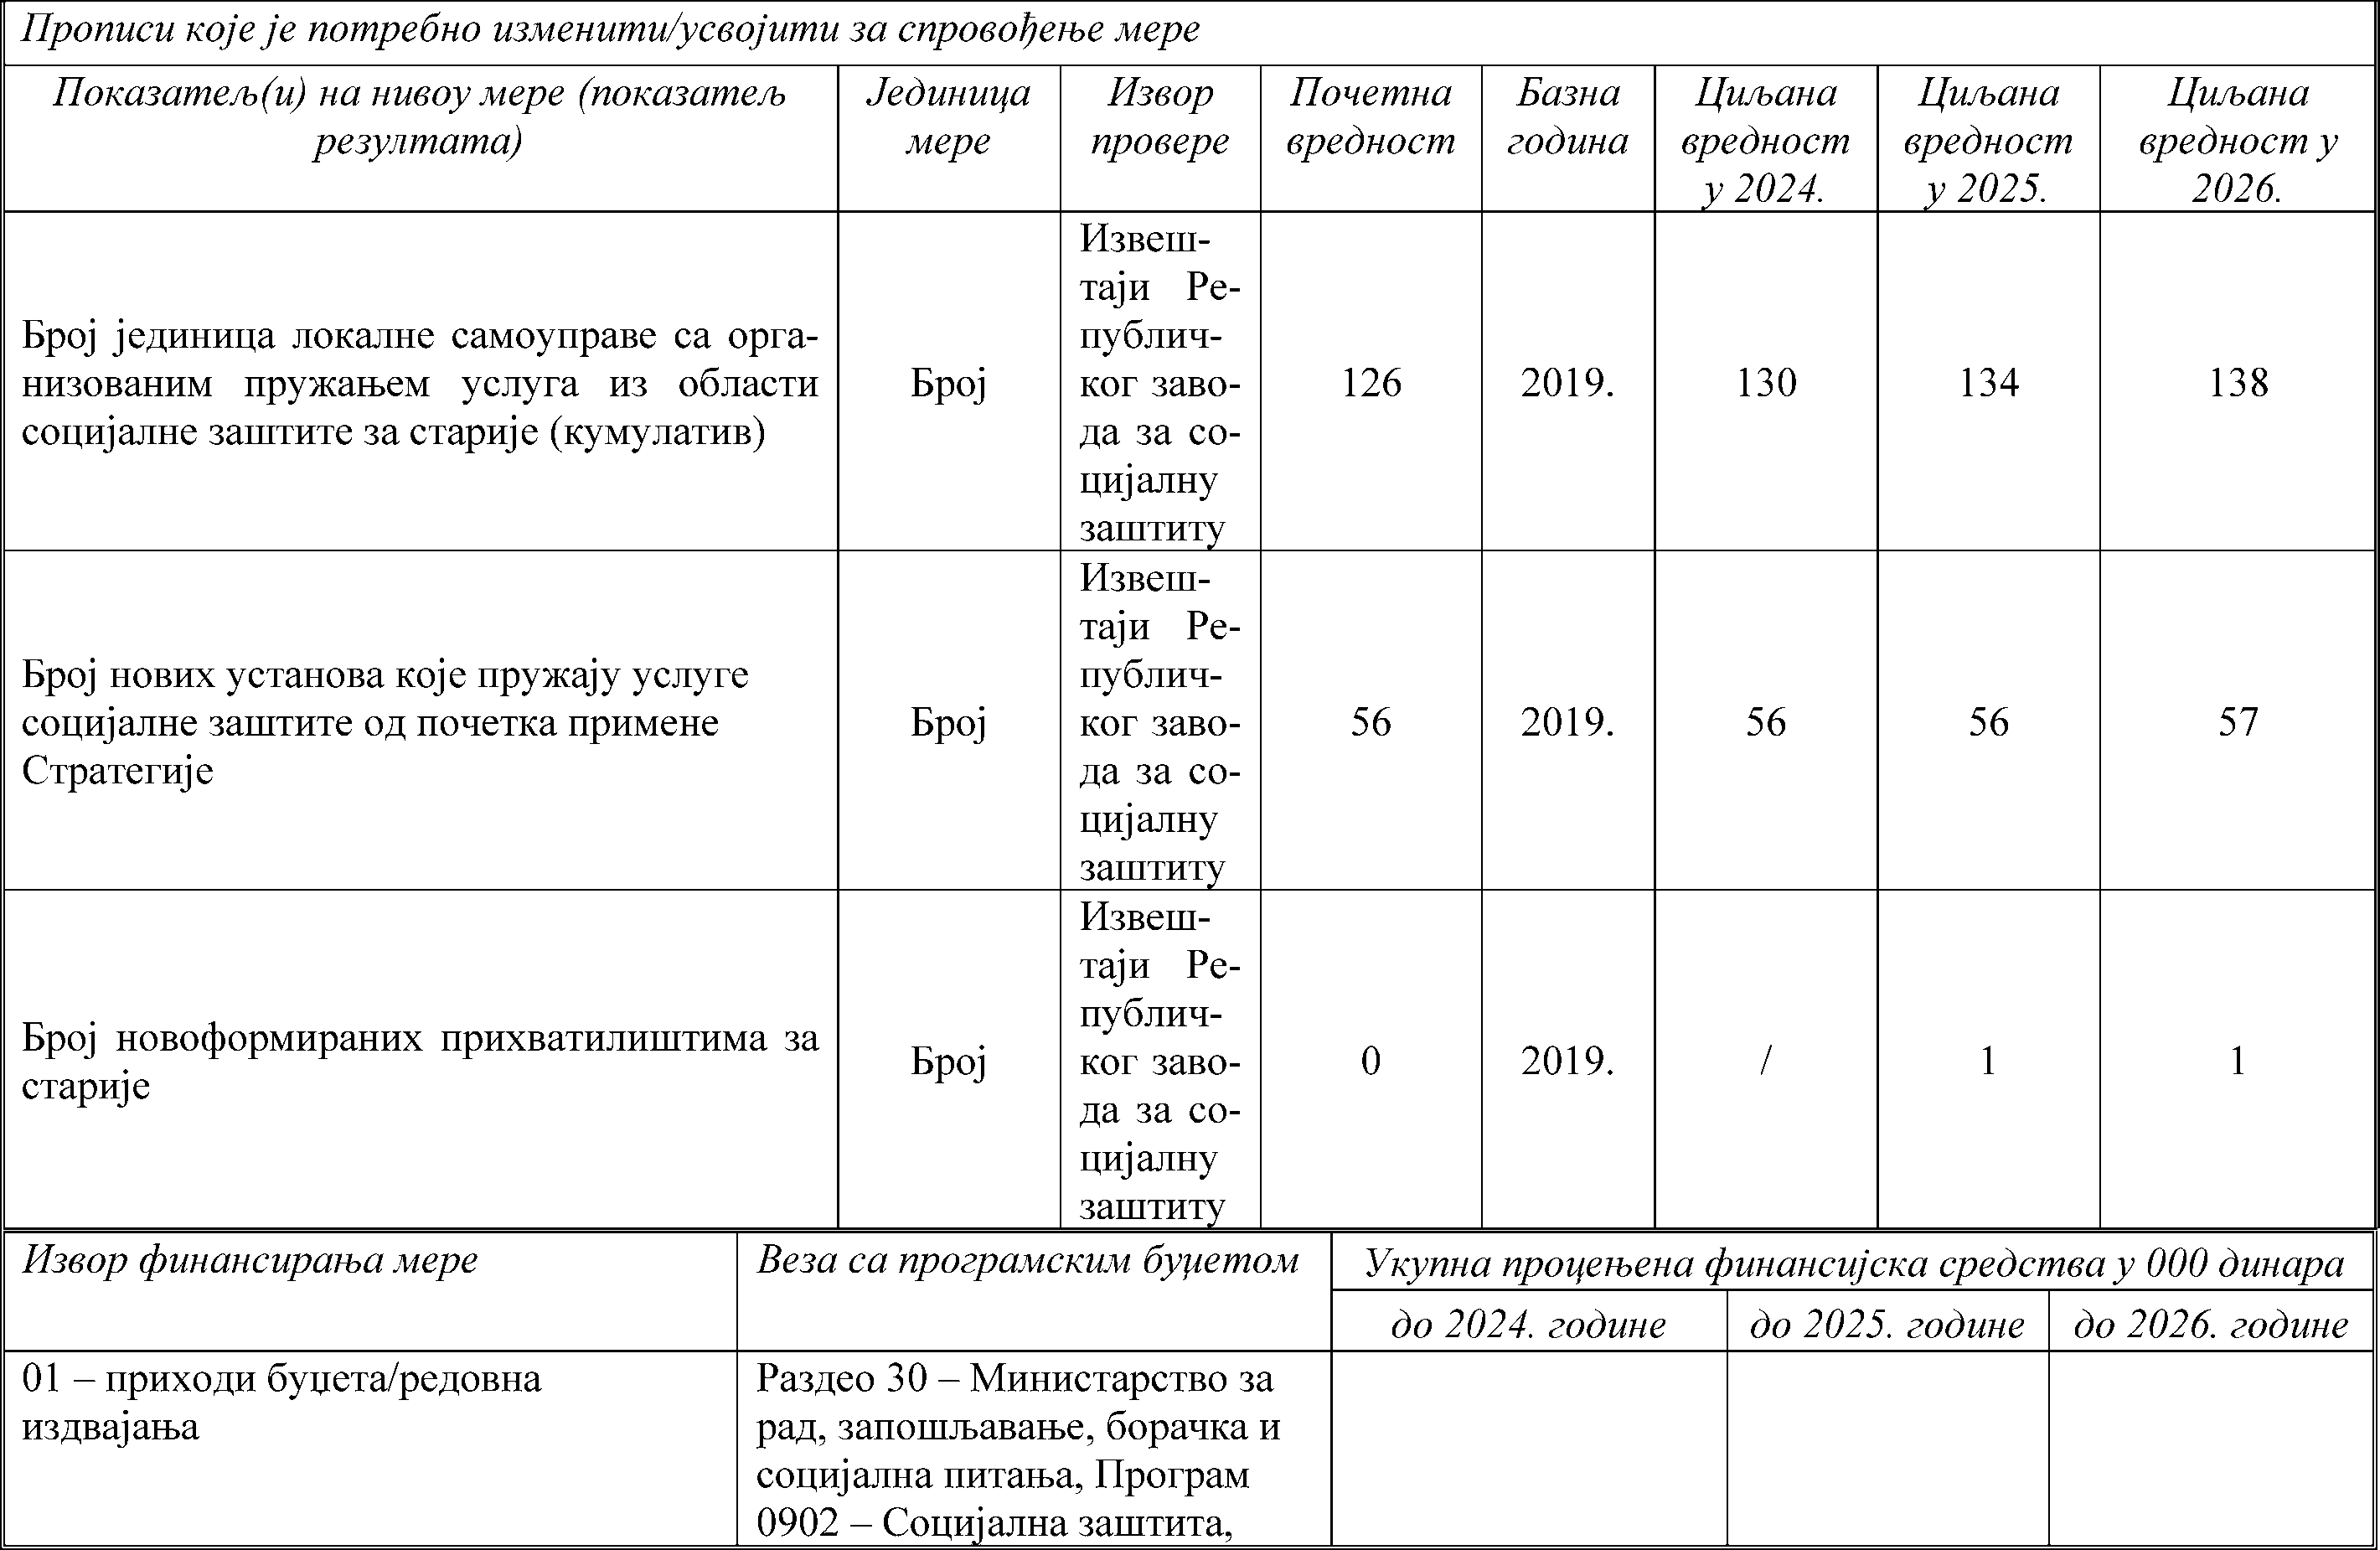 Прописи које је потребно изменити/усвојити за спровођење мере
Показатељ(и) на нивоу мере (показатељ
резултата)
Јединица
мере
Извор
провере
Почетна
вредност
Базна
година
Циљана
вредност
у 2024.
Циљана
вредност
у 2025.
Циљана
вредност у
2026.
Број јединица локалне самоуправе са орга-
низованим пружањем услуга из области
социјалне заштите за старије (кумулатив)
Број
Извеш-
таји Ре-
публич-
ког заво-
да за со-
цијалну
заштиту
126
2019.
130
134
138
Број нових установа које пружају услуге
социјалне заштите од почетка примене
Стратегије
Број
Извеш-
таји Ре-
публич-
ког заво-
да за со-
цијалну
заштиту
56
2019.
56
56
57
Број новоформираних прихватилиштима за
старије
Број
Извеш-
таји Ре-
публич-
ког заво-
да за со-
цијалну
заштиту
0
2019.
/
1
1
Извор финансирања мере
Веза са програмским буџетом
Укупна процењена финансијска средства у 000 динара
до 2024. године
до 2025. године
до 2026. године
01 – приходи буџета/редовна
издвајања
Раздео 30 – Министарство за
рад, запошљавање, борачка и
социјална питања, Програм
0902 – Социјална заштита,